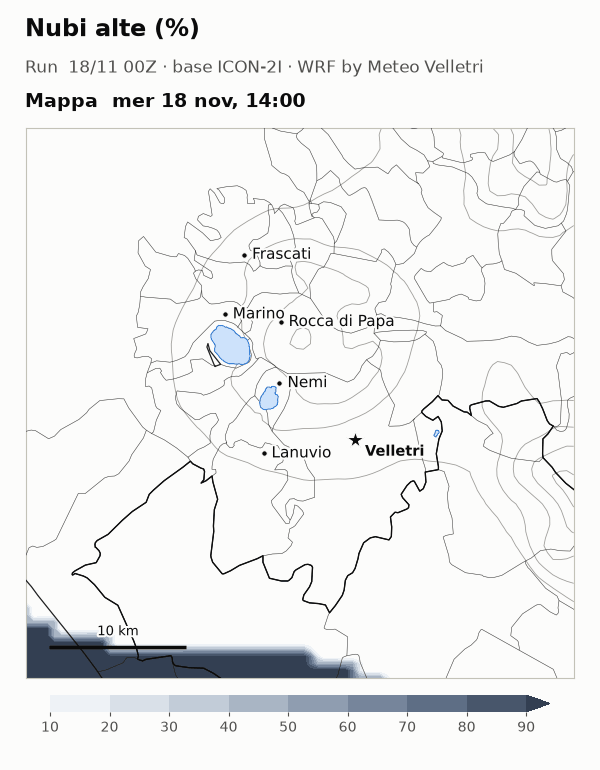 Nubi alte (%)
Run  18/11 00Z · base ICON-2I · WRF by Meteo Velletri
Mappa  mer 18 nov, 14:00
Frascati
Marino
Rocca di Papa
Nemi
Velletri
Lanuvio
10 km
10 20 30 40 50 60 70 80 90